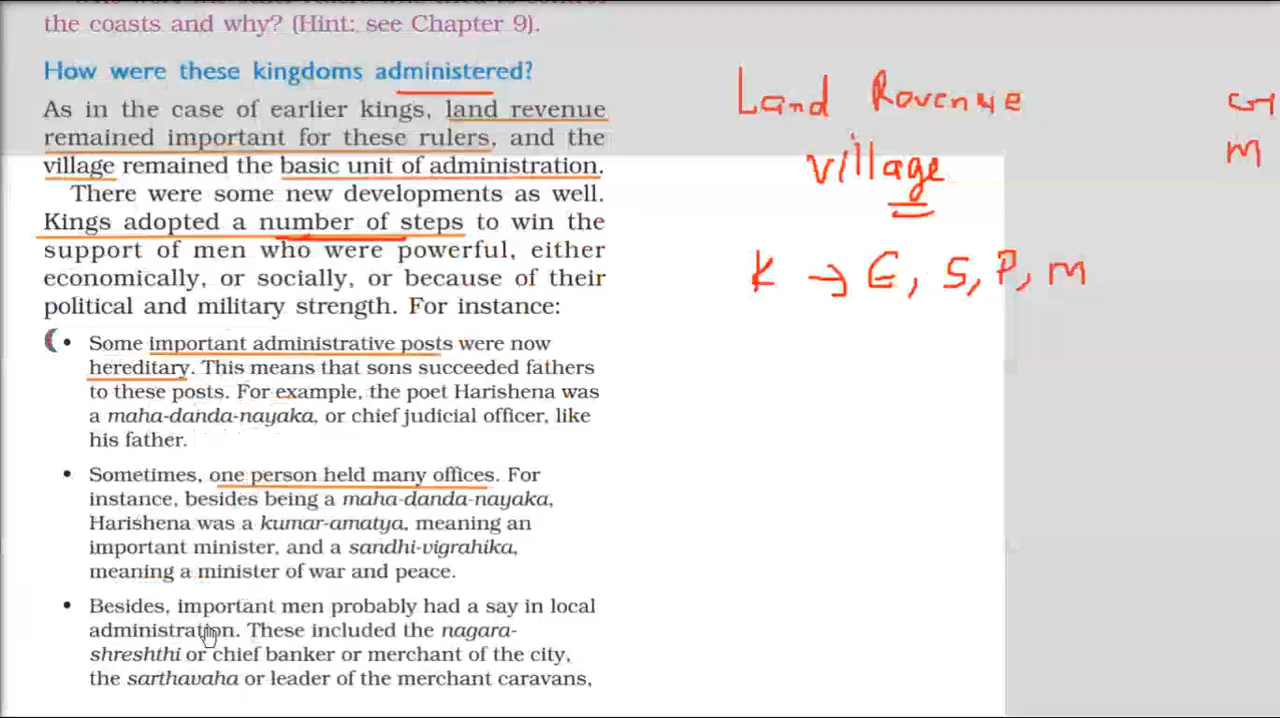 the coasts and why? (Hint: see Chapter 9).
How were these kingdoms administered?
As in the case of earlier kings, land revenue
remained important for these rulers, and the
village remained the basic unit of administration.
There were some new developments as well.
Kings adopted a number of steps to win the
support of men who were powerful, either
economically, or socially, or because of their
political and military strength. For instance:
• Some important administrative posts were now
hereditary. This means that sons succeeded fathers
to these posts. For example, the poet Harishena was
a maha-danda-nayaka, or chief judicial officer, like
his father.
• Sometimes, one person held many offices. For
instance, besides being a maha-danda-nayaka,
Harishena was a kumar-amatya, meaning an
important minister, and a sandhi-vigrahika,
meaning a minister of war and peace.
• Besides, important men probably had a say in local
administration. These included the nagara-
shreshthi or chief banker or merchant of the city,
the sarthavaha or leader of the merchant caravans,
Land Revenue
village
K → E, S, P, m
m